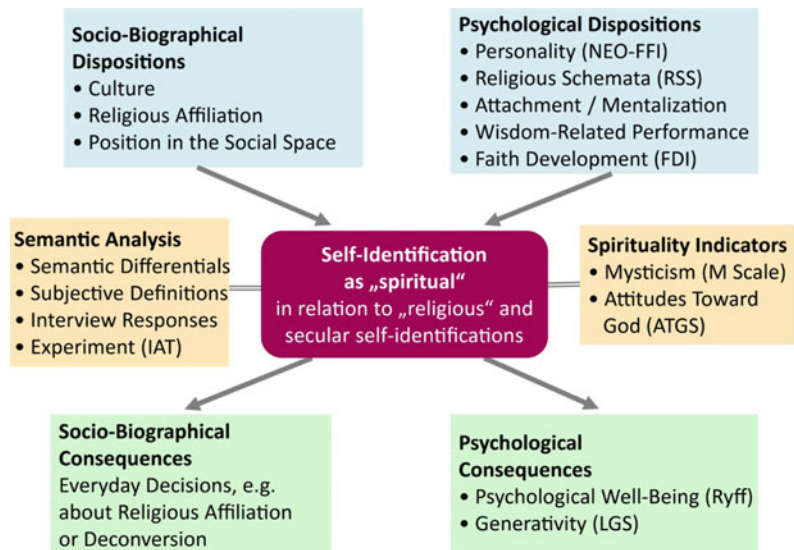 Socio-Biographical
Dispositions
• Culture
• Religious Affiliation
• Position in the Social Space
Psychological Dispositions
• Personality (NEO-FFI)
• Religious Schemata (RSS)
• Attachment / Mentalization
• Wisdom-Related Performance
• Faith Development (FDI)
Semantic Analysis
• Semantic Differentials
• Subjective Definitions
• Interview Responses
• Experiment (IAT)
Self-Identification
as „spiritual“
in relation to „religious“ and
secular self-identifications
Spirituality Indicators
• Mysticism (M Scale)
• Attitudes Toward
God (ATGS)
Socio-Biographical
Consequences
Everyday Decisions, e.g.
about Religious Affiliation
or Deconversion
Psychological
Consequences
• Psychological Well-Being (Ryff)
• Generativity (LGS)